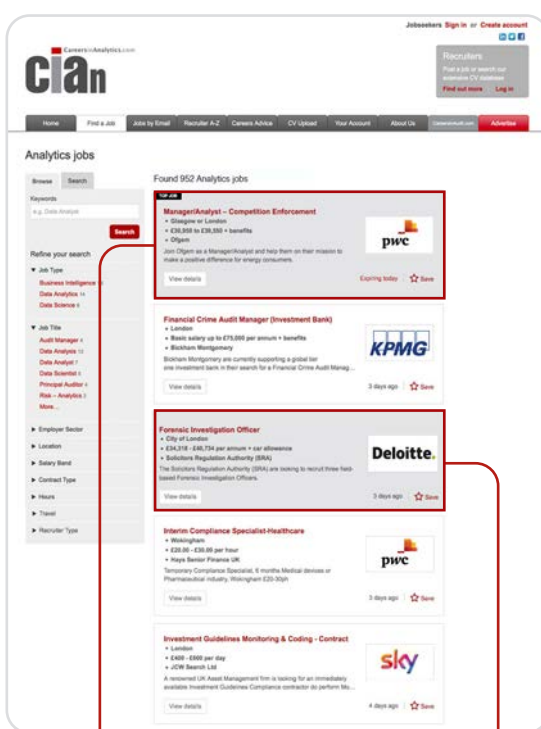 Jobseekers Sign in or Create account
CareersinAnalytics.com
cian
Recruiters
Post a job or search our
extensive CV database
Find out more Log in
Home Find a Job Jobs by Email Recruiter A-Z Careers Advice CV Upload Your Account About Us CareersinAudit.com Advertise
Analytics jobs
Browse Search
Keywords
e.g. Data Analyst
Search
Refine your search
Job Type
Business Intelligence
Data Analytics 14
Data Science 6
Job Title
Audit Manager 4
Data Analysis 13
Data Analyst 7
Data Scientist 5
Principal Auditor 4
Risk – Analytics 2
More ...
Employer Sector
Location
Salary Band
Contract Type
Hours
Travel
Recruiter Type
Found 952 Analytics jobs
TOP JOB
Manager/Analyst – Competition Enforcement
• Glasgow or London
• benefits
• Ofgem
Join Ofgem as a Manager/Analyst and help them on their mission to
make a positive difference for energy consumers.
pwc
View details Expiring today Save
Financial Crime Audit Manager (Investment Bank)
• London
• Basic salary up to £75,000 per annum + benefits
• Bickham Montgomery
Bickham Montgomery are currently supporting a global tier
one investment bank in their search for a Financial Crime Audit Manag...
KPMG
View details 3 days ago Save
Forensic Investigation Officer
• City of London
• £34,318 - £40,734 per annum + car allowance
• Solicitors Regulation Authority (SRA)
The Solicitors Regulation Authority (SRA) are looking to recruit three field-
based Forensic Investigation Officers.
Deloitte.
View details 3 days ago Save
Interim Compliance Specialist-Healthcare
• Wokingham
• £20.00 - £30.00 per hour
• Hays Senior Finance UK
Temporary Compliance Specialist, 6 months Medical devices or
Pharmaceutical industry, Wokingham £20-30ph
pwc
View details 3 days ago Save
Investment Guidelines Monitoring & Coding - Contract
• London
• £400 - £500 per day
• JCW Search Ltd
A renowned UK Asset Management firm is looking for an immediately
available Investment Guidelines Compliance contractor do perform Mo...
sky
View details 4 days ago Save